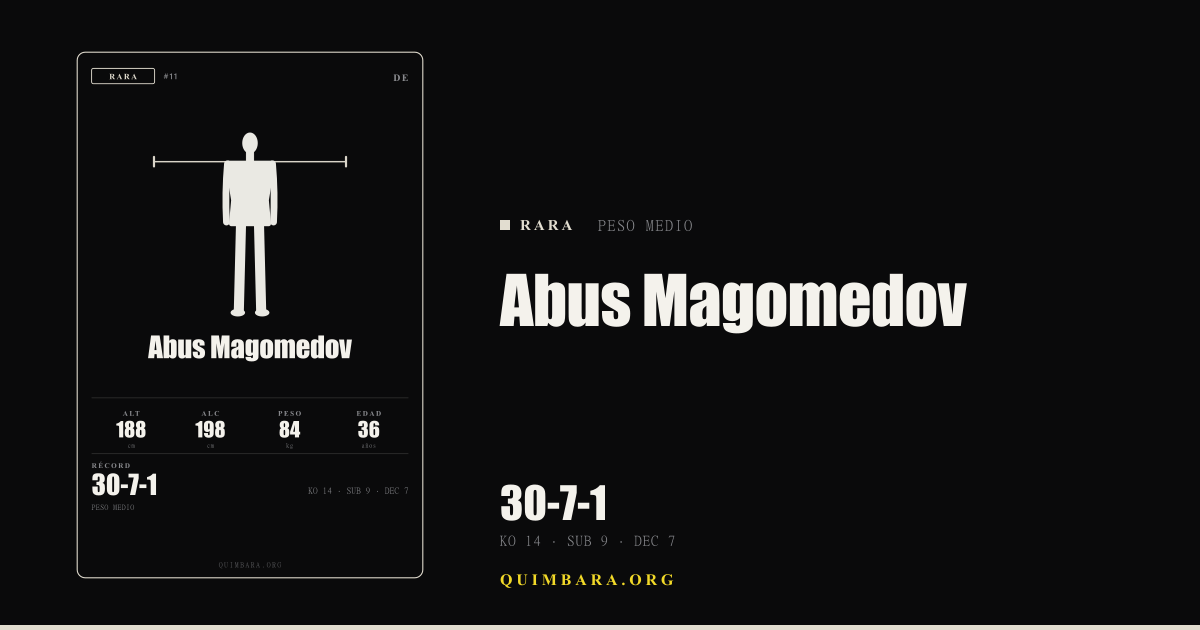 RARA #11 DE
Abus Magomedov
ALT ALC PESO EDAD
188 198 84 36
cm cm kg años
RÉCORD
30-7-1
KO 14 · SUB 9 · DEC 7
PESO MEDIO
QUIMBARA.ORG
RARA PESO MEDIO
Abus Magomedov
30-7-1
KO 14 · SUB 9 · DEC 7
QUIMBARA.ORG